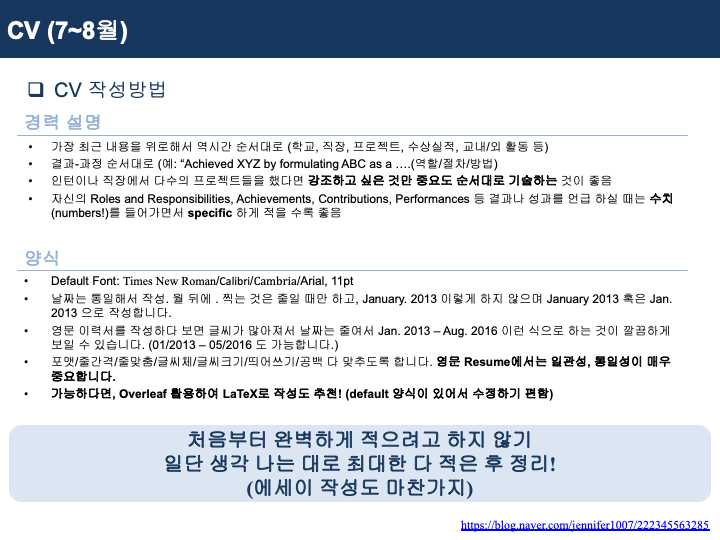 CV (7~8월)
❑ CV 작성방법
경력 설명
• 가장 최근 내용을 위로해서 역시간 순서대로 (학교, 직장, 프로젝트, 수상실적, 교내/외 활동 등)
• 결과-과정 순서대로 (예: “Achieved XYZ by formulating ABC as a ….(역할/절차/방법)
• 인턴이나 직장에서 다수의 프로젝트들을 했다면 강조하고 싶은 것만 중요도 순서대로 기술하는 것이 좋음
• 자신의 Roles and Responsibilities, Achievements, Contributions, Performances 등 결과나 성과를 언급 하실 때는 수치
(numbers!)를 들어가면서 specific 하게 적을 수록 좋음
양식
• Default Font: Times New Roman/Calibri/Cambria/Arial, 11pt
• 날짜는 통일해서 작성. 월 뒤에 . 찍는 것은 줄일 때만 하고, January. 2013 이렇게 하지 않으며 January 2013 혹은 Jan.
2013 으로 작성합니다.
• 영문 이력서를 작성하다 보면 글씨가 많아져서 날짜는 줄여서 Jan. 2013 – Aug. 2016 이런 식으로 하는 것이 깔끔하게
보일 수 있습니다. (01/2013 – 05/2016 도 가능합니다.)
• 포맷/줄간격/줄맞춤/글씨체/글씨크기/띄어쓰기/공백 다 맞추도록 합니다. 영문 Resume에서는 일관성, 통일성이 매우
중요합니다.
• 가능하다면, Overleaf 활용하여 LaTeX로 작성도 추천! (default 양식이 있어서 수정하기 편함)
처음부터 완벽하게 적으려고 하지 않기
일단 생각 나는 대로 최대한 다 적은 후 정리!
(에세이 작성도 마찬가지)
https://blog.naver.com/jennifer1007/222345563285